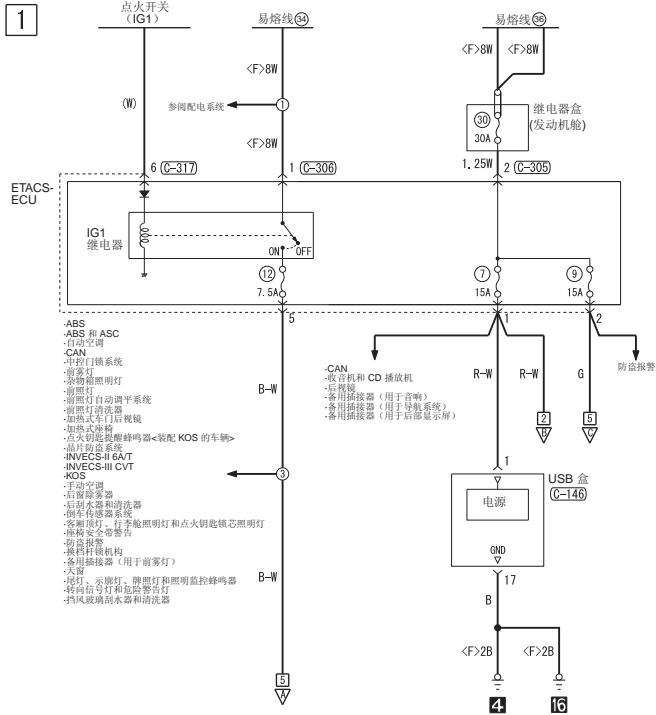 1
点火开关
（IG1）
易熔线34
易熔线36
<F>8W
<F>8W <F>8W
(W)
参阅配电系统
1
<F>8W
30
30A
继电器盒
(发动机舱)
6 (C-317)
1 (C-306)
1.25W 2 (C-305)
ETACS-
ECU
IG1
继电器
ON OFF
12
7.5A
7
15A
9
15A
5
1
2
-ABS
-ABS 和 ASC
-自动空调
-CAN
-中控门锁系统
-前雾灯
-杂物箱照明灯
-前照灯
-前照灯自动调平系统
-前照灯清洗器
-加热式车门后视镜
-加热式座椅
-点火钥匙提醒蜂鸣器<装配 KOS 的车辆>
-晶片防盗系统
-INVECS-II 6A/T
-INVECS-III CVT
-KOS
-手动空调
-后窗除雾器
-后刮水器和清洗器
-倒车传感器系统
-客厢顶灯、行李舱照明灯和点火钥匙锁芯照明灯
-座椅安全带警告
-防盗报警
-换档杆锁机构
-备用插接器（用于前雾灯）
-天窗
-尾灯、示廓灯、牌照灯和照明监控蜂鸣器
-转向信号灯和危险警告灯
-挡风玻璃刮水器和清洗器
B-W
3
B-W
5
A
-CAN
-收音机和 CD 播放机
-后视镜
-备用插接器（用于音响）
-备用插接器（用于导航系统）
-备用插接器（用于后部显示屏）
R-W
R-W
G
防盗报警
2
B
5
C
1
电源
GND
USB 盒
(C-146)
17
B
<F>2B
<F>2B
4
16